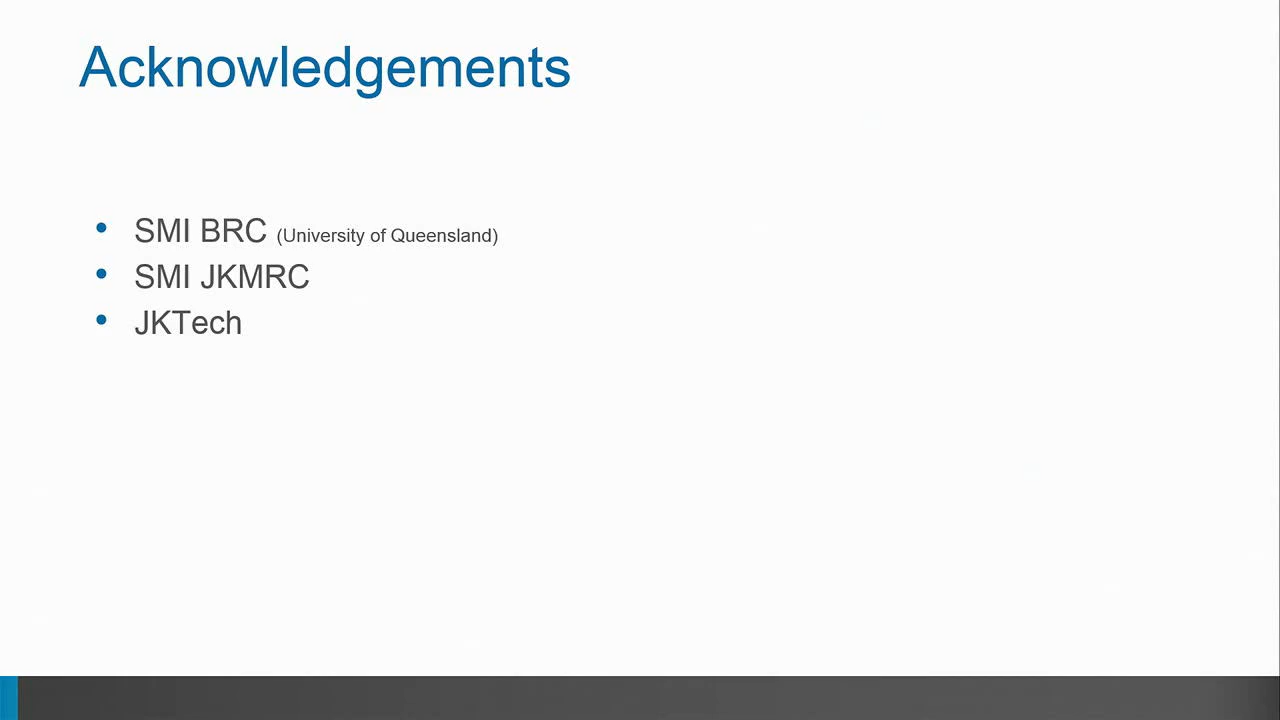 Acknowledgements
• SMI BRC (University of Queensland)
• SMI JKMRC
• JKTech